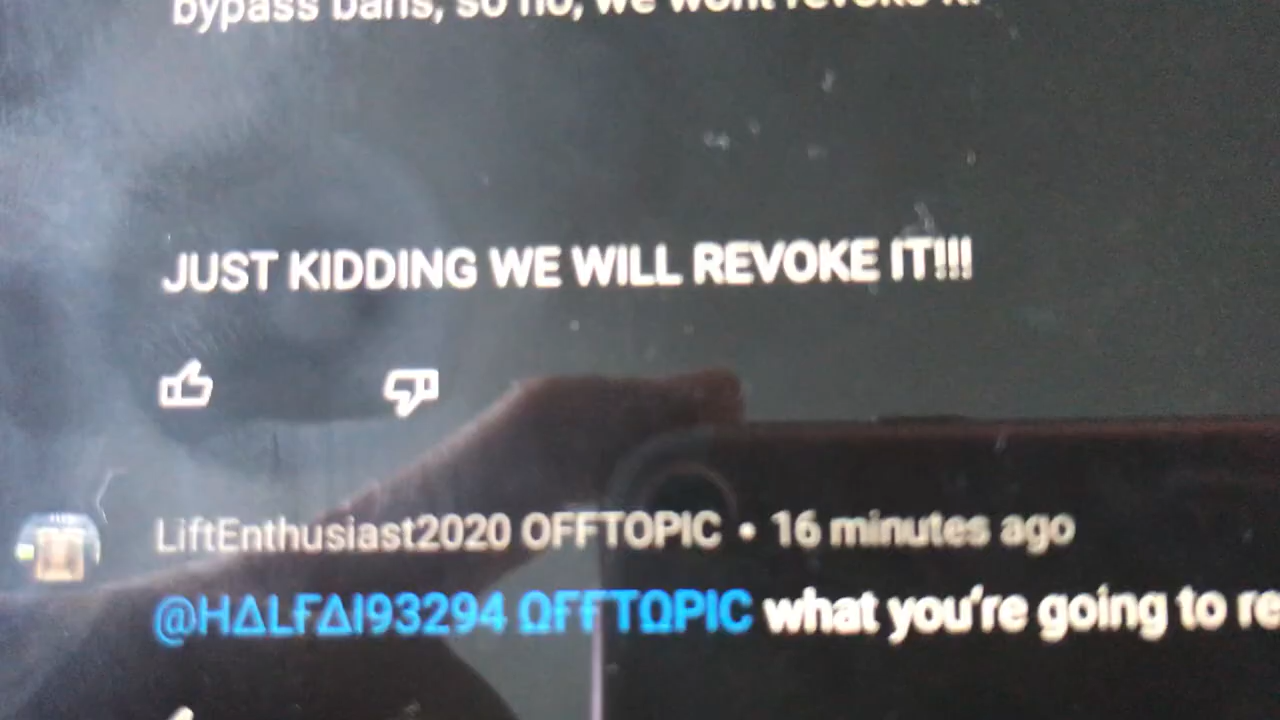 bypass bans, so no, we wont revoke it.
JUST KIDDING WE WILL REVOKE IT!!!
LiftEnthusiast2020 OFFTOPIC • 16 minutes ago
@HΔLFΔI93294 ΩFFTΩPIC what you're going to re